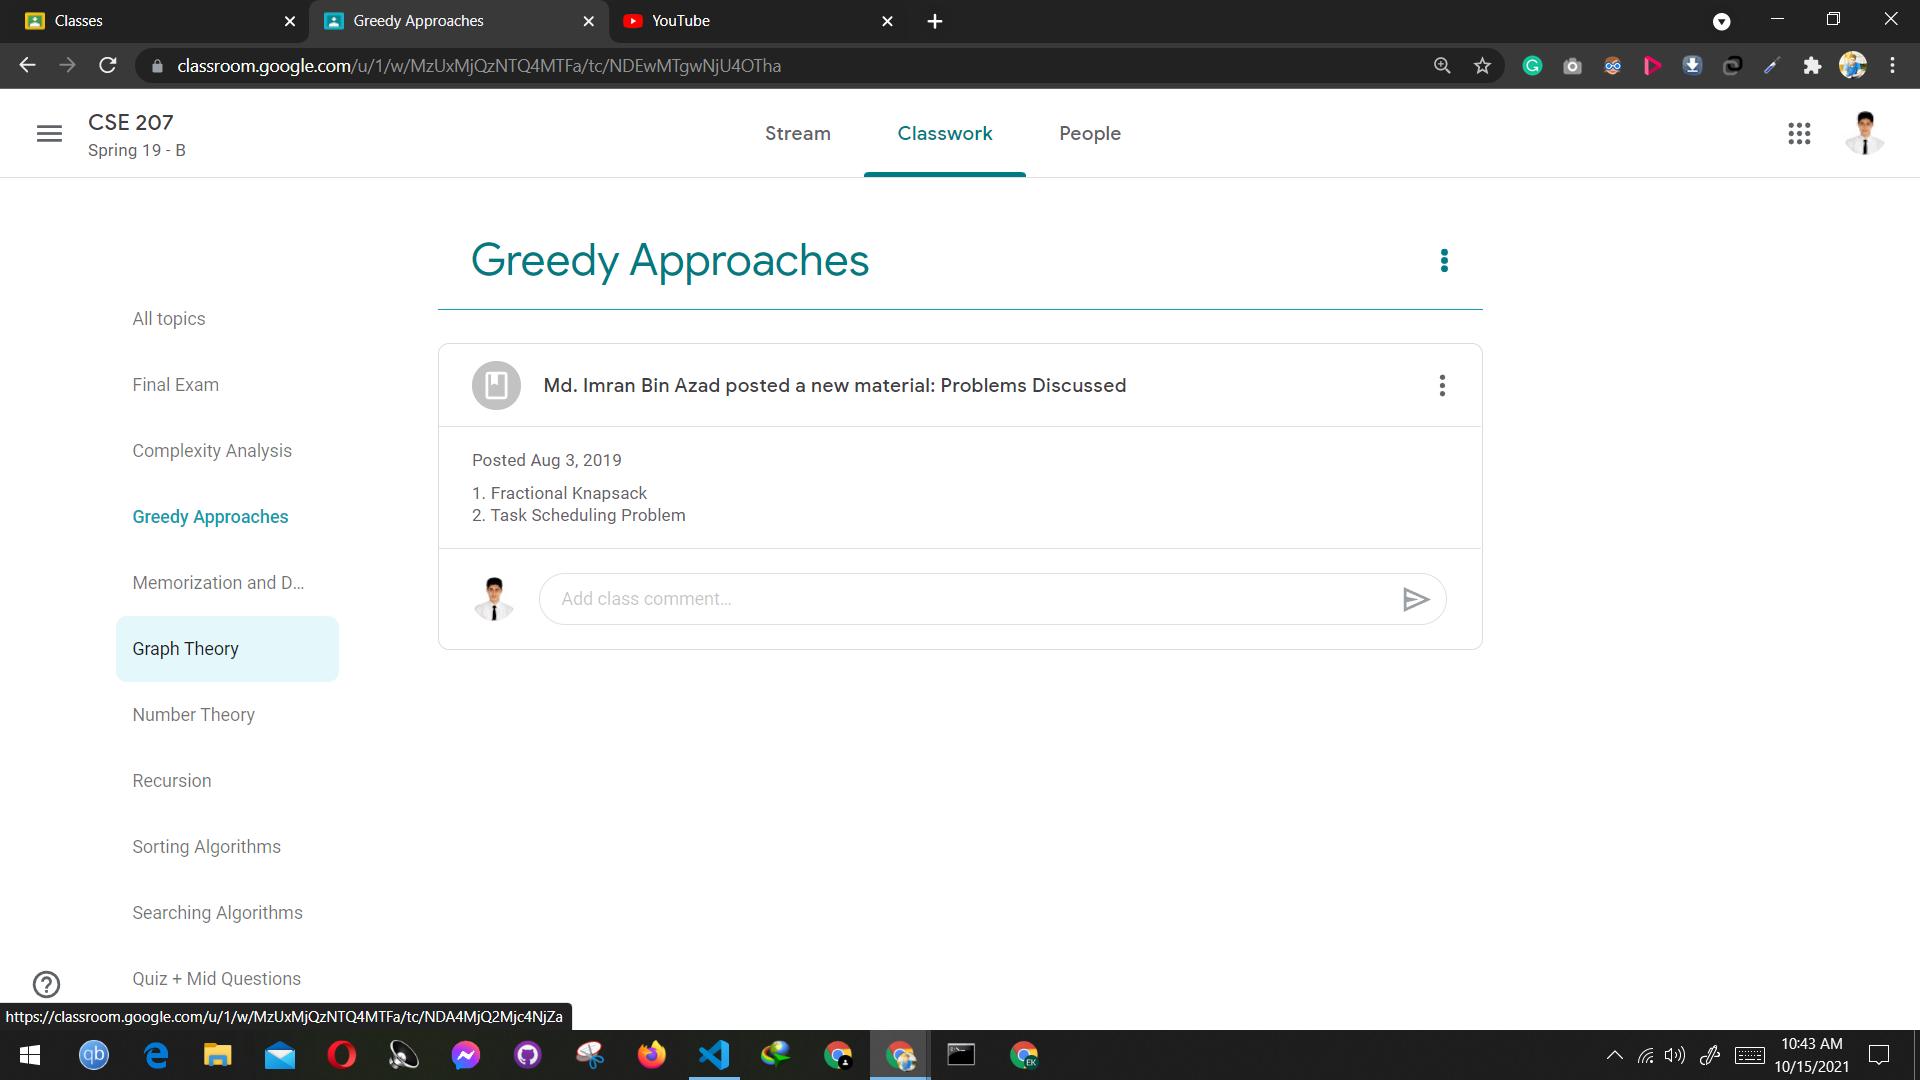 Classes
Greedy Approaches
YouTube
classroom.google.com/u/1/w/MzUxMjQzNTQ4MTFa/tc/NDEwMTgwNjU4OTha
CSE 207
Spring 19 - B
Stream
Classwork
People
Greedy Approaches
All topics
Final Exam
Complexity Analysis
Greedy Approaches
Memorization and D...
Graph Theory
Number Theory
Recursion
Sorting Algorithms
Searching Algorithms
Quiz + Mid Questions
Md. Imran Bin Azad posted a new material: Problems Discussed
Posted Aug 3, 2019
1. Fractional Knapsack
2. Task Scheduling Problem
Add class comment...
https://classroom.google.com/u/1/w/MzUxMjQzNTQ4MTFa/tc/NDA4MjQ2Mjc4NjZa
qb
EK
10:43 AM
10/15/2021